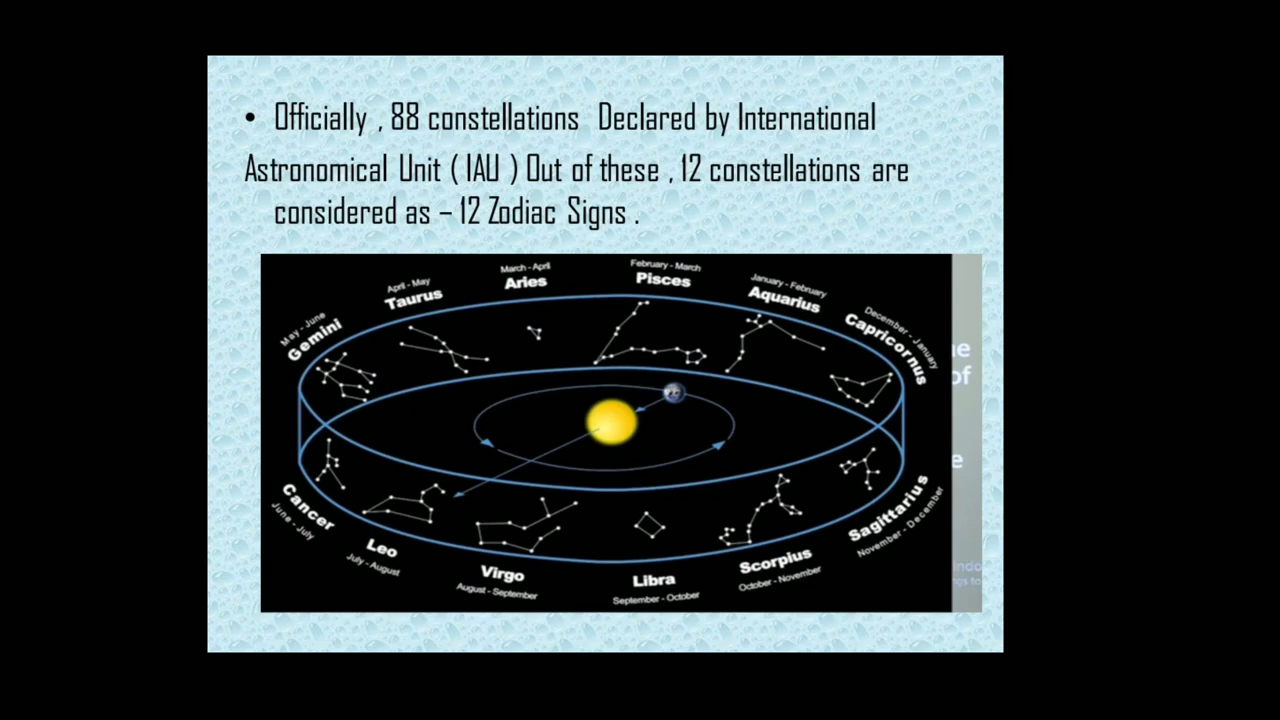 • Officially , 88 constellations Declared by International
Astronomical Unit ( IAU ) Out of these , 12 constellations are
considered as – 12 Zodiac Signs .
February - March
Pisces
March - April
Aries
January - February
Aquarius
April - May
Taurus
December - January
Capricornus
May - June
Gemini
Cancer
June - July
Leo
July - August
Virgo
August - September
Libra
September - October
Scorpius
October - November
Sagittarius
November - December
of